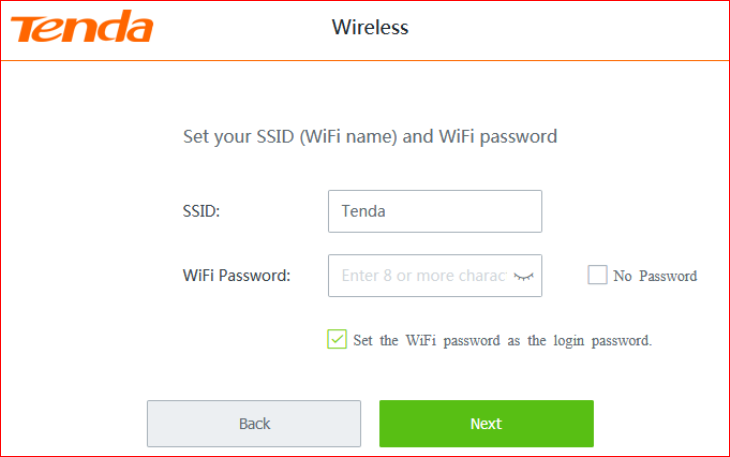 Tenda
Wireless
Set your SSID (WiFi name) and WiFi password
SSID: Tenda
WiFi Password: Enter 8 or more charac No Password
Set the WiFi password as the login password.
Back Next